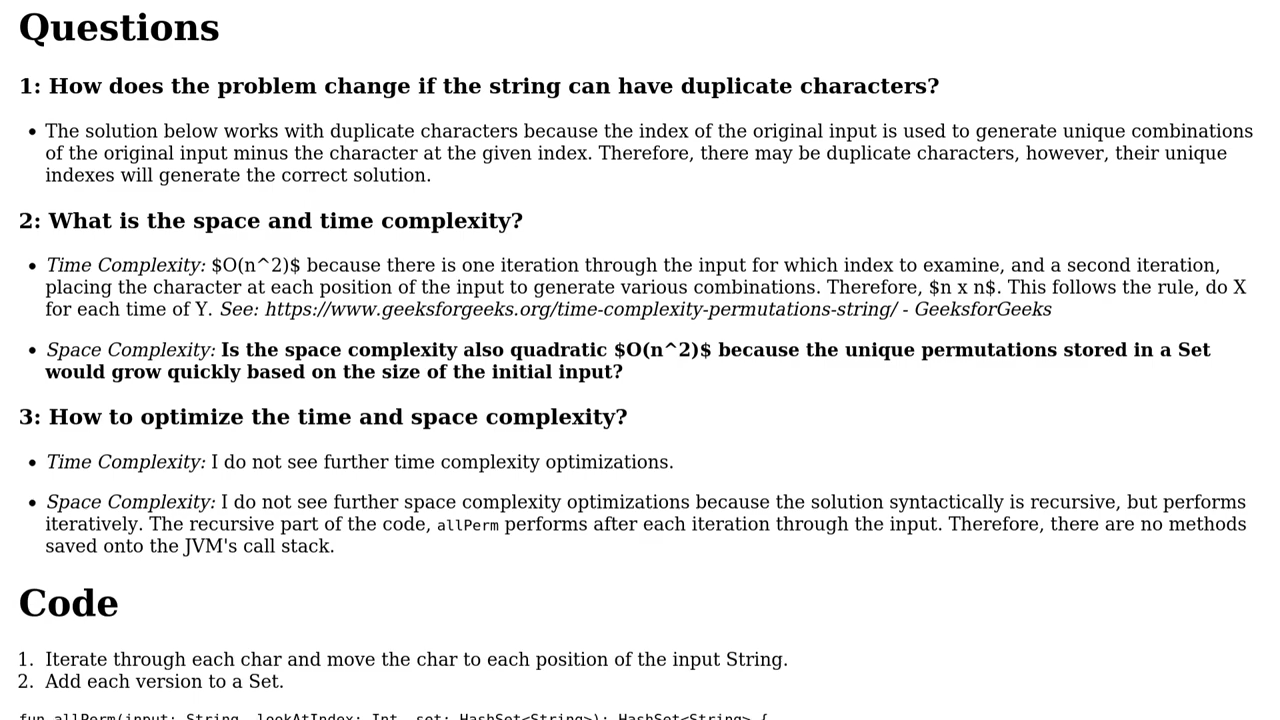 Questions
1: How does the problem change if the string can have duplicate characters?
• The solution below works with duplicate characters because the index of the original input is used to generate unique combinations
of the original input minus the character at the given index. Therefore, there may be duplicate characters, however, their unique
indexes will generate the correct solution.
2: What is the space and time complexity?
• Time Complexity: $O(n^2)$ because there is one iteration through the input for which index to examine, and a second iteration,
placing the character at each position of the input to generate various combinations. Therefore, $n x n$. This follows the rule, do X
for each time of Y. See: https://www.geeksforgeeks.org/time-complexity-permutations-string/ - GeeksforGeeks
• Space Complexity: Is the space complexity also quadratic $O(n^2)$ because the unique permutations stored in a Set
would grow quickly based on the size of the initial input?
3: How to optimize the time and space complexity?
• Time Complexity: I do not see further time complexity optimizations.
• Space Complexity: I do not see further space complexity optimizations because the solution syntactically is recursive, but performs
iteratively. The recursive part of the code, allPerm performs after each iteration through the input. Therefore, there are no methods
saved onto the JVM's call stack.
Code
1. Iterate through each char and move the char to each position of the input String.
2. Add each version to a Set.
fun allPerm(input: String, lookAtIndex: Int, set: HashSet<String>): HashSet<String> {